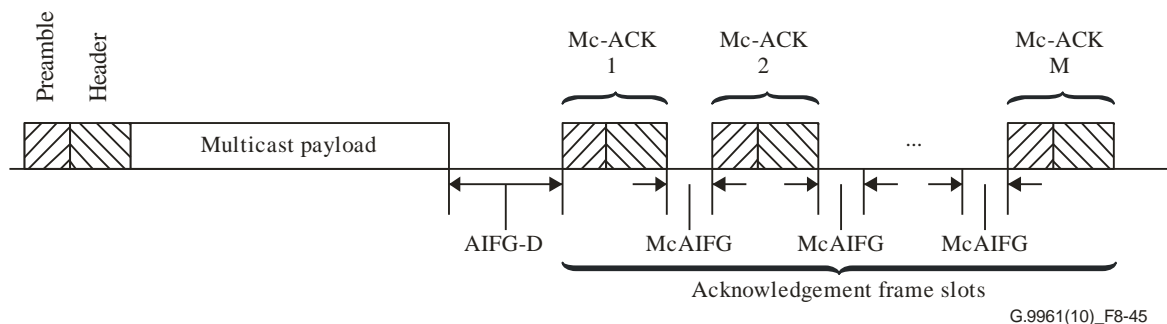 Preamble
Header
Mc-ACK
1
Mc-ACK
2
Mc-ACK
M
Multicast payload
...
AIFG-D
McAIFG
McAIFG
McAIFG
Acknowledgement frame slots
G.9961(10)_F8-45